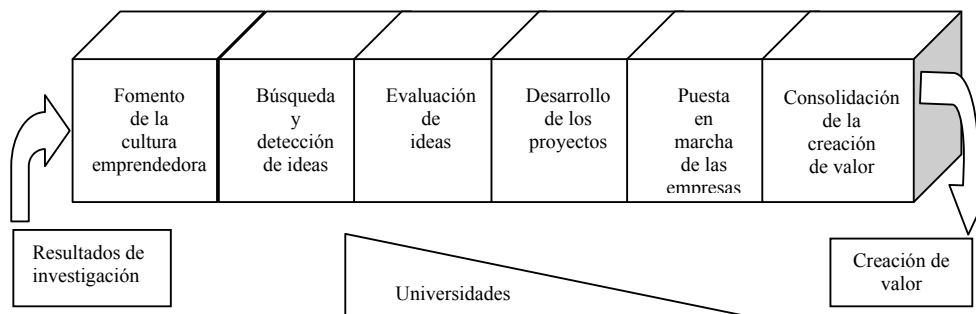 Fomento
de la
cultura
emprendedora
Búsqueda
y
detección
de ideas
Evaluación
de
ideas
Desarrollo
de los
proyectos
Puesta
en
marcha
de las
empresas
Consolidación
de la
creación
de valor
Resultados de
investigación
Universidades
Creación de
valor